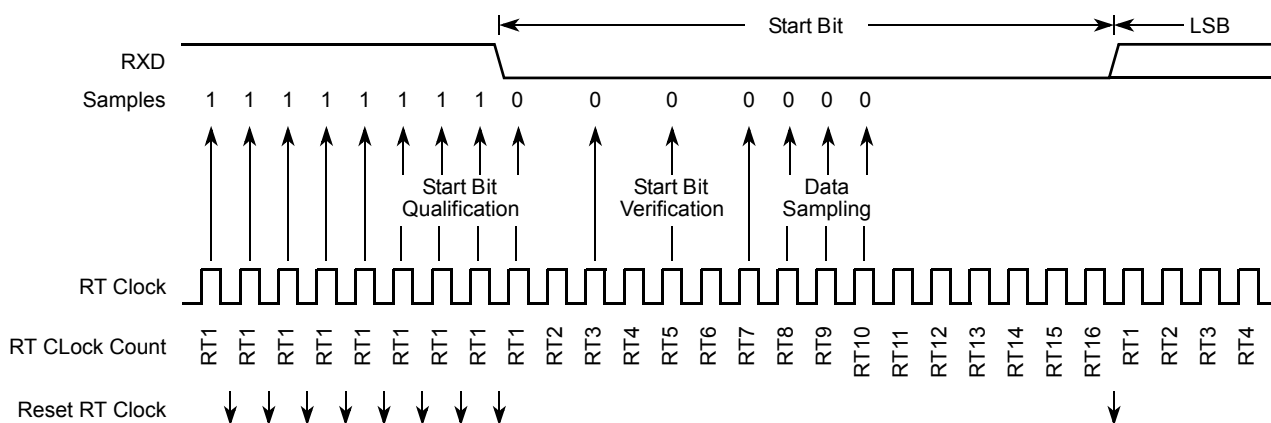 Start Bit LSB
RXD
Samples 1 1 1 1 1 1 1 1 0 0 0 0 0 0 0
Start Bit Qualification
Start Bit Verification
Data Sampling
RT Clock
RT CLock Count RT1 RT1 RT1 RT1 RT1 RT1 RT1 RT1 RT1 RT2 RT3 RT4 RT5 RT6 RT7 RT8 RT9 RT10 RT11 RT12 RT13 RT14 RT15 RT16 RT1 RT2 RT3 RT4
Reset RT Clock